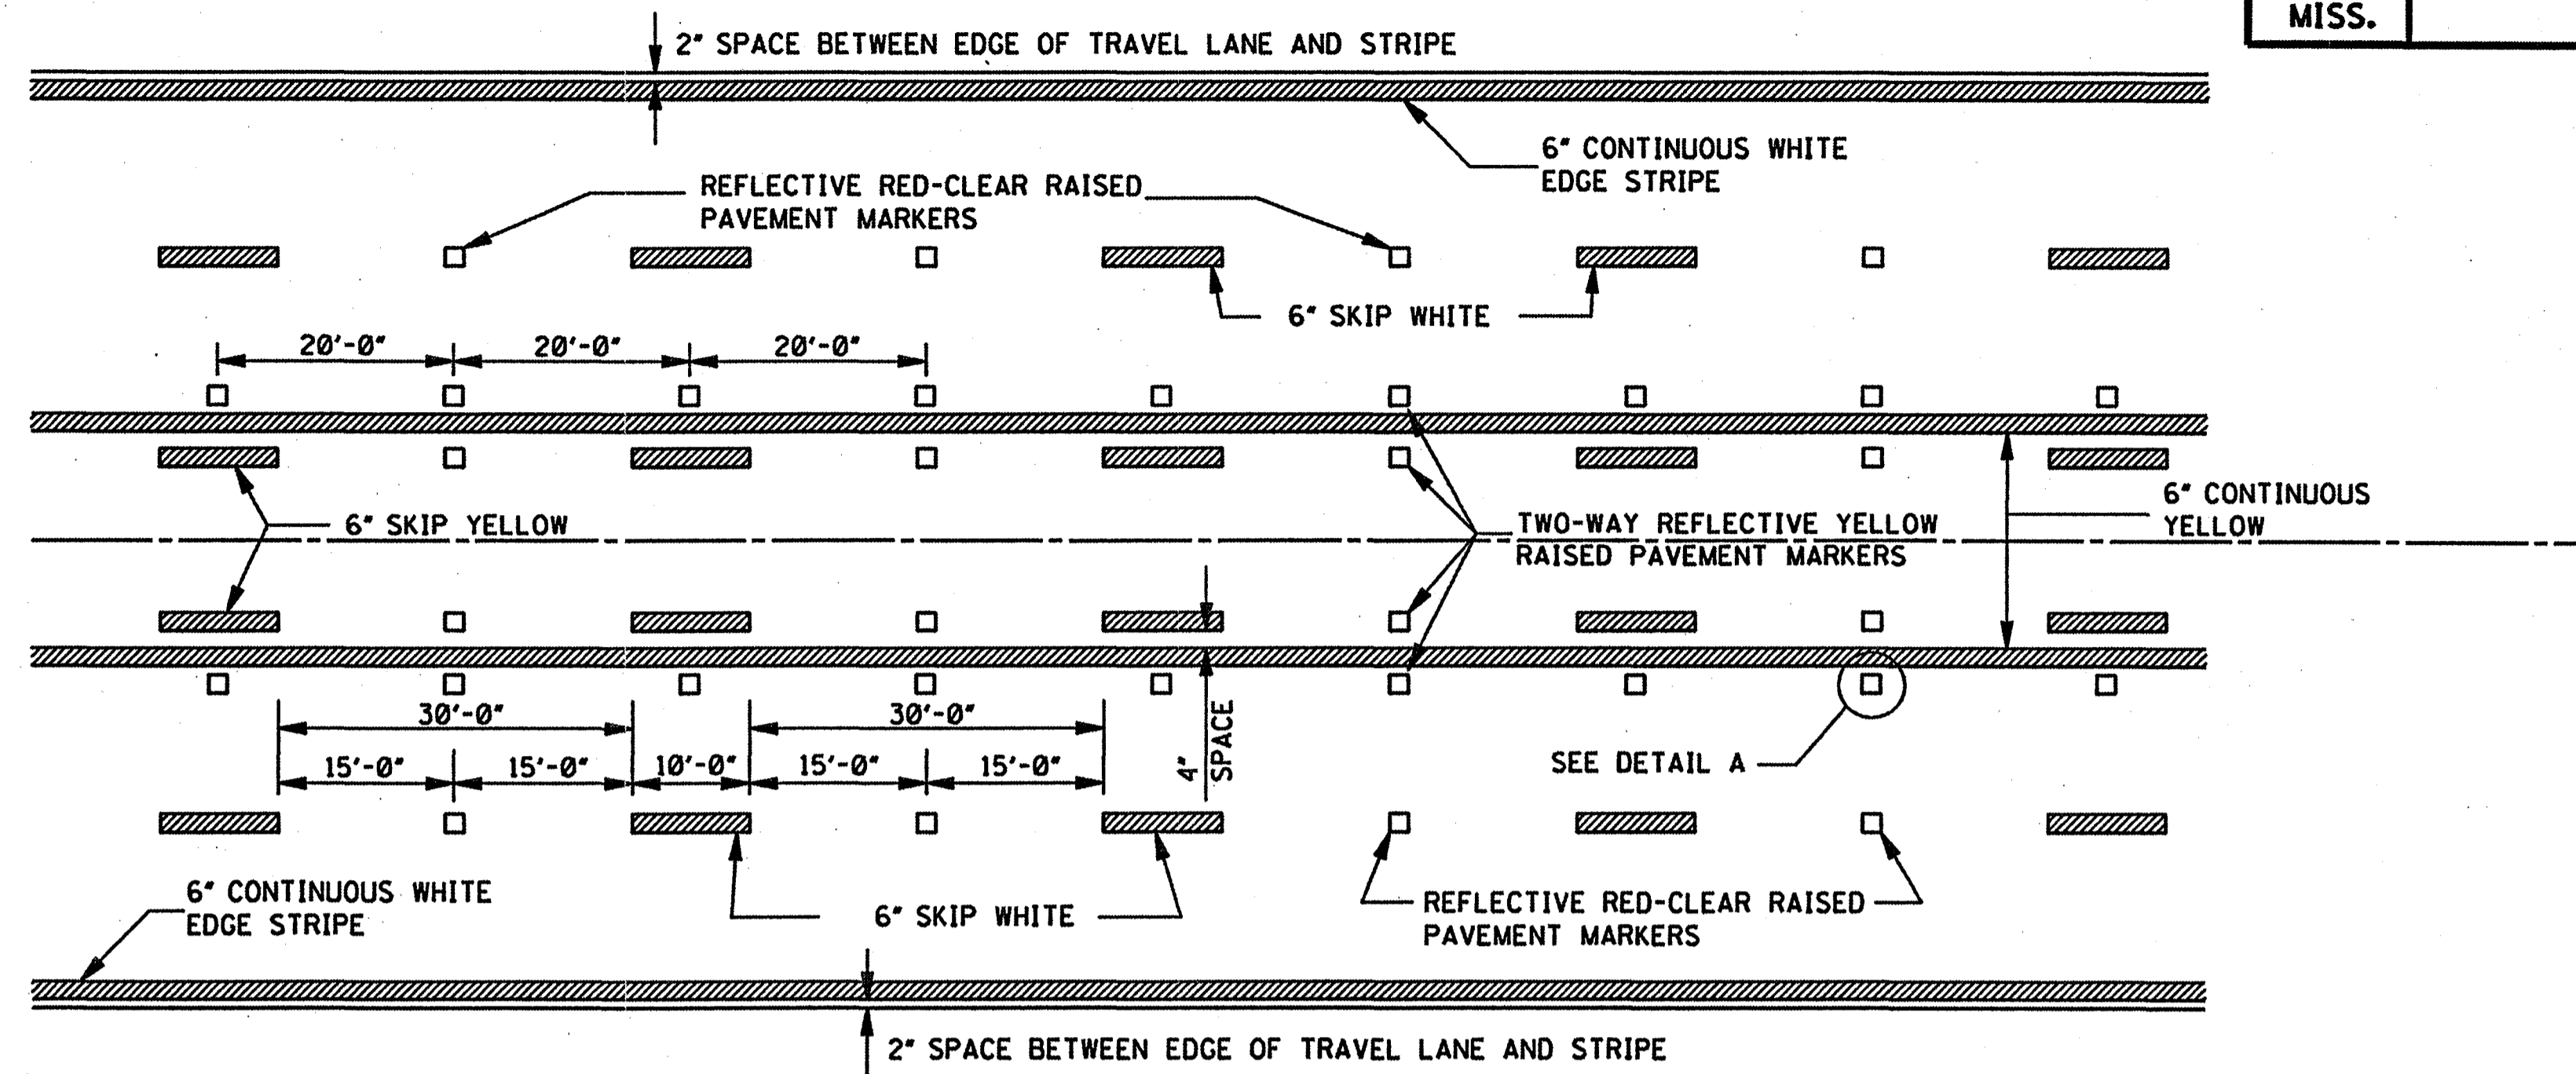 MISS.
2" SPACE BETWEEN EDGE OF TRAVEL LANE AND STRIPE
6" CONTINUOUS WHITE
EDGE STRIPE
REFLECTIVE RED-CLEAR RAISED
PAVEMENT MARKERS
6" SKIP WHITE
20'-0" 20'-0" 20'-0"
6" SKIP YELLOW
TWO-WAY REFLECTIVE YELLOW
RAISED PAVEMENT MARKERS
6" CONTINUOUS
YELLOW
30'-0" 30'-0"
15'-0" 15'-0" 10'-0" 15'-0" 15'-0"
4"
SPACE
SEE DETAIL A
6" CONTINUOUS WHITE
EDGE STRIPE
6" SKIP WHITE
REFLECTIVE RED-CLEAR RAISED
PAVEMENT MARKERS
2" SPACE BETWEEN EDGE OF TRAVEL LANE AND STRIPE